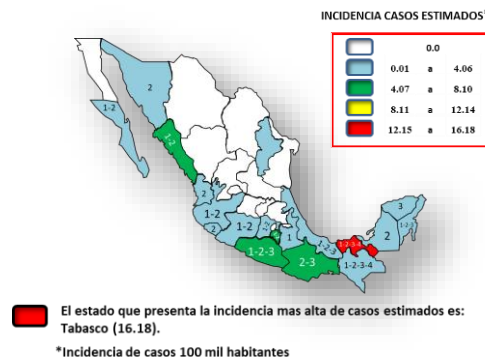 INCIDENCIA CASOS ESTIMADOS*
0.0
0.01 a 4.06
4.07 a 8.10
8.11 a 12.14
12.15 a 16.18
2
1-2
1-2
2
3
1-2
1-2
2
2
1
1-2-3
1-2-3-4
1-2-3
2-3
1-2-3-4
El estado que presenta la incidencia mas alta de casos estimados es:
Tabasco (16.18).
*Incidencia de casos 100 mil habitantes